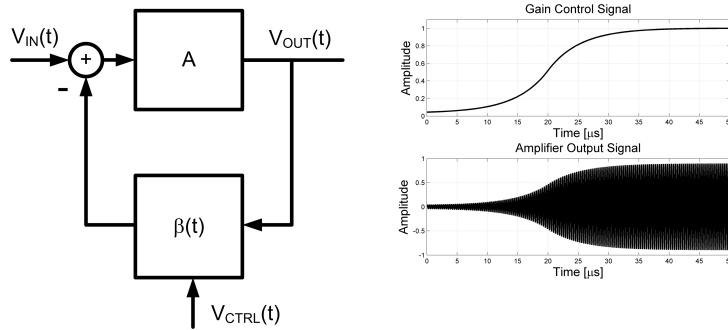 V_IN(t)
+
-
A
V_OUT(t)
β(t)
V_CTRL(t)
Gain Control Signal
Amplitude
1
0.8
0.6
0.4
0.2
0
0 5 10 15 20 25 30 35 40 45 5
Time [μs]
Amplifier Output Signal
Amplitude
1
0.5
0
-0.5
-1
0 5 10 15 20 25 30 35 40 45 5
Time [μs]